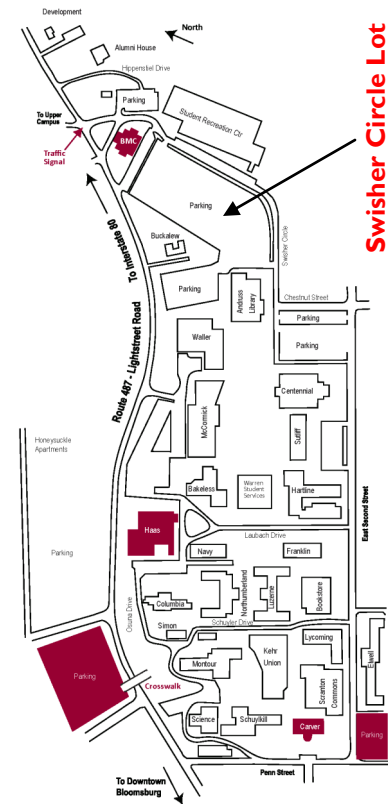 Development
North
Alumni House
Hippenstiel Drive
Parking
Student Recreation Ctr
To Upper
Campus
BMC
Traffic
Signal
Swisher Circle Lot
Parking
To Interstate 80
Buckalew
Swisher Circle
Parking
Andruss
Library
Chestnut Street
Parking
Waller
Parking
Route 487 - Lightstreet Road
Centennial
McCormick
Sutliff
Honeysuckle
Apartments
Bakeless
Warren
Student
Services
Hartline
East Second Street
Haas
Laubach Drive
Navy
Franklin
Parking
Osuna Drive
Columbia
Northumberland
Luzerne
Bookstore
Simon
Schuyler Drive
Lycoming
Montour
Kehr
Union
Elwell
Parking
Crosswalk
Scranton
Commons
Science
Schuylkill
Carver
Parking
Penn Street
To Downtown
Bloomsburg